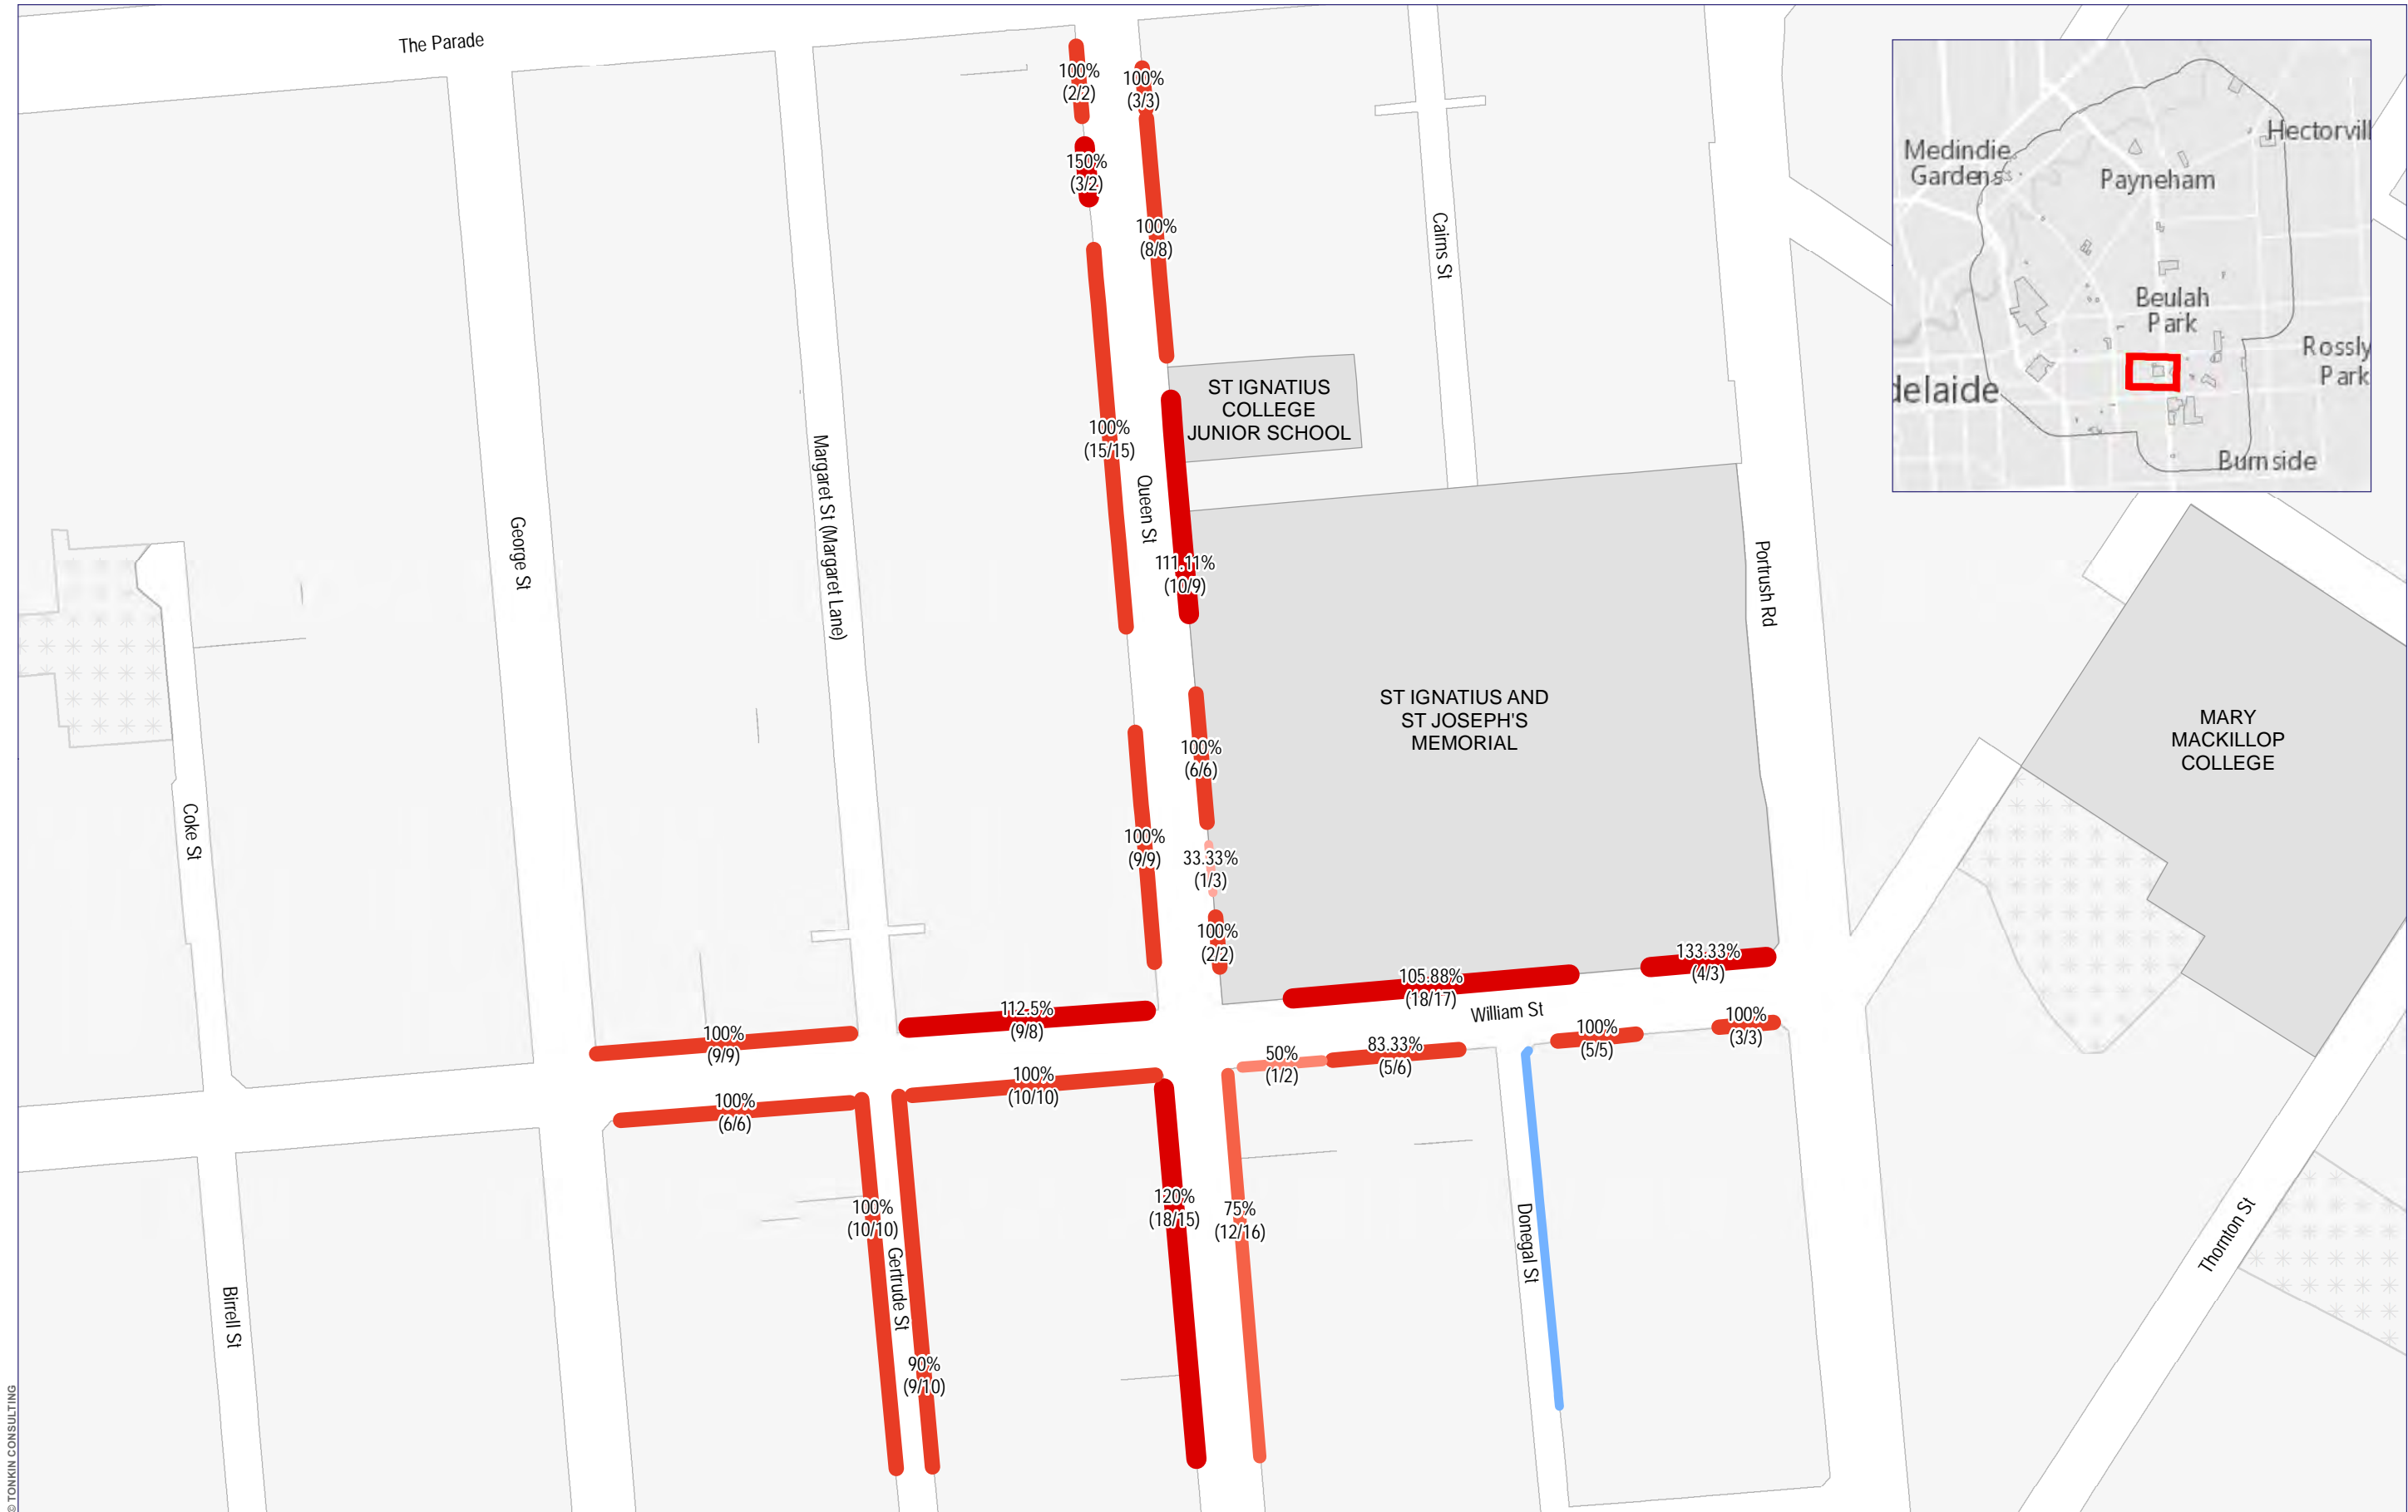 The Parade
100%
(2/2)
100%
(3/3)
150%
(3/2)
100%
(8/8)
Cairns St
ST IGNATIUS
COLLEGE
JUNIOR SCHOOL
100%
(15/15)
Margaret St (Margaret Lane)
George St
Queen St
111.11%
(10/9)
Portrush Rd
ST IGNATIUS AND
ST JOSEPH'S
MEMORIAL
MARY
MACKILLOP
COLLEGE
100%
(6/6)
Coke St
100%
(9/9)
33.33%
(1/3)
100%
(2/2)
133.33%
(4/3)
105.88%
(18/17)
William St
112.5%
(9/8)
100%
(9/9)
100%
(3/3)
100%
(5/5)
83.33%
(5/6)
50%
(1/2)
100%
(10/10)
100%
(6/6)
100%
(10/10)
120%
(18/15)
75%
(12/16)
Donegal St
Thornton St
Gertrude St
Birrell St
90%
(9/10)
Medindie
Gardens
Hectorvill
Payneham
Beulah
Park
Rossly
Park
delaide
Burnside
© TONKIN CONSULTING